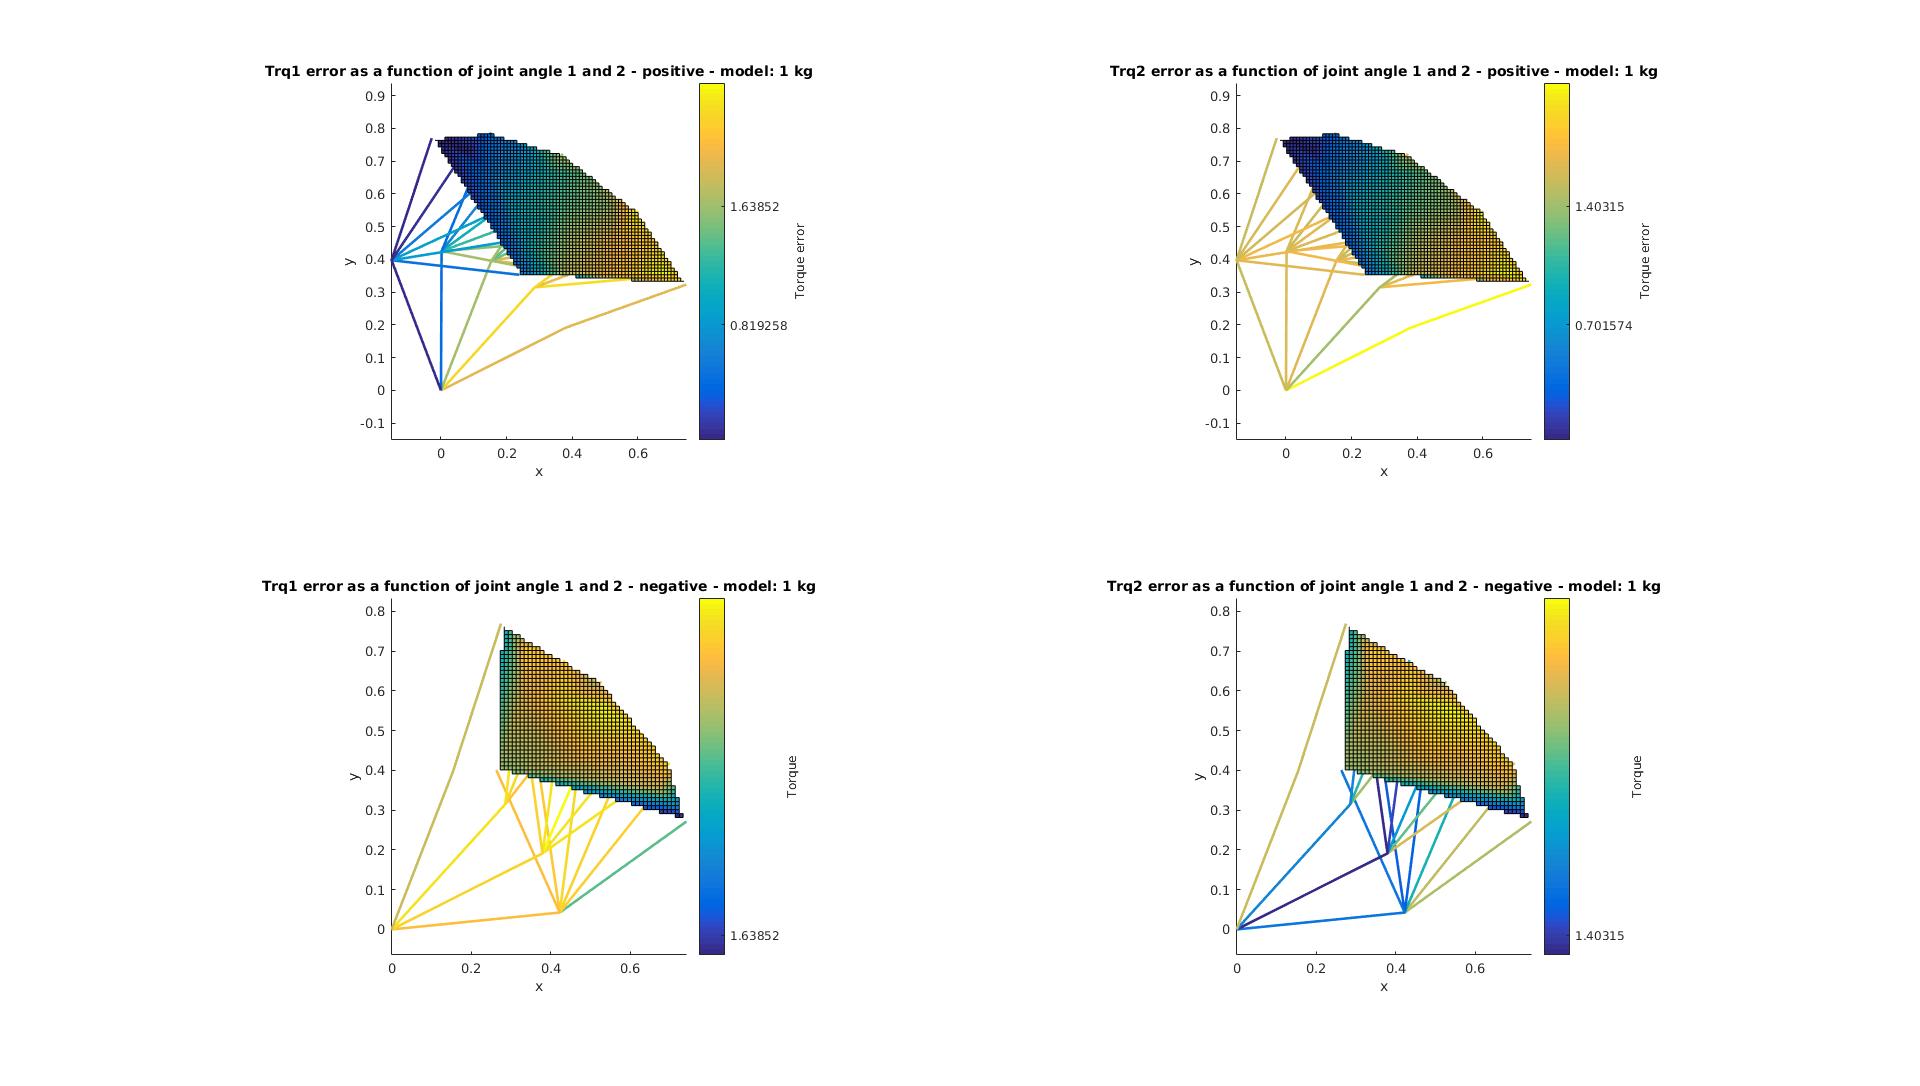 Trq1 error as a function of joint angle 1 and 2 - positive - model: 1 kg
0.9
0.8
0.7
0.6
0.5
0.4
0.3
0.2
0.1
0
-0.1
y
0 0.2 0.4 0.6
x
1.63852
0.819258
Torque error
Trq2 error as a function of joint angle 1 and 2 - positive - model: 1 kg
0.9
0.8
0.7
0.6
0.5
0.4
0.3
0.2
0.1
0
-0.1
y
0 0.2 0.4 0.6
x
1.40315
0.701574
Torque error
Trq1 error as a function of joint angle 1 and 2 - negative - model: 1 kg
0.8
0.7
0.6
0.5
0.4
0.3
0.2
0.1
0
y
0 0.2 0.4 0.6
x
1.63852
Torque
Trq2 error as a function of joint angle 1 and 2 - negative - model: 1 kg
0.8
0.7
0.6
0.5
0.4
0.3
0.2
0.1
0
y
0 0.2 0.4 0.6
x
1.40315
Torque